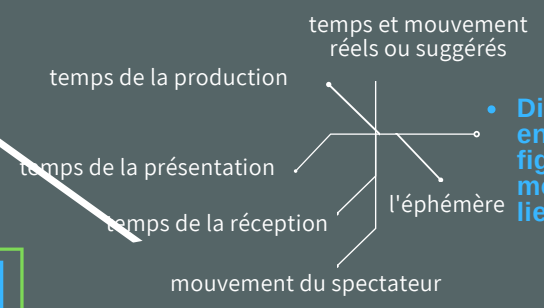 temps et mouvement
réels ou suggérés
temps de la production
temps de la présentation
l'éphémère
temps de la réception
mouvement du spectateur